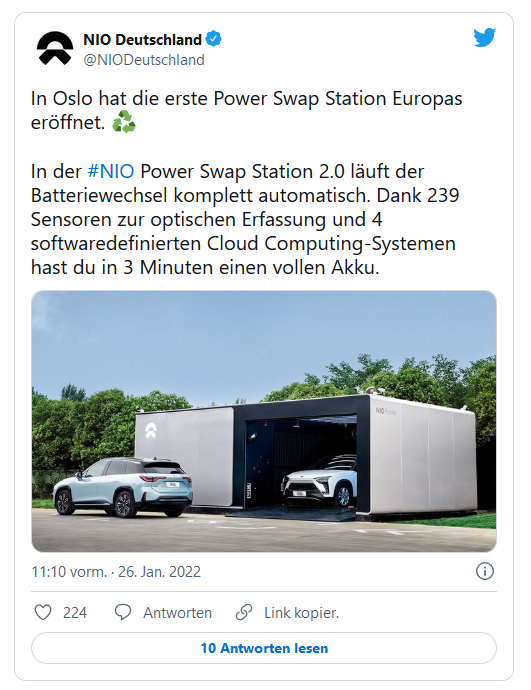 NIO Deutschland
@NIODeutschland
In Oslo hat die erste Power Swap Station Europas
eröffnet. ♻️
In der #NIO Power Swap Station 2.0 läuft der
Batteriewechsel komplett automatisch. Dank 239
Sensoren zur optischen Erfassung und 4
softwaredefinierten Cloud Computing-Systemen
hast du in 3 Minuten einen vollen Akku.
NIO Power
11:10 vorm. · 26. Jan. 2022
224 Antworten Link kopier.
10 Antworten lesen